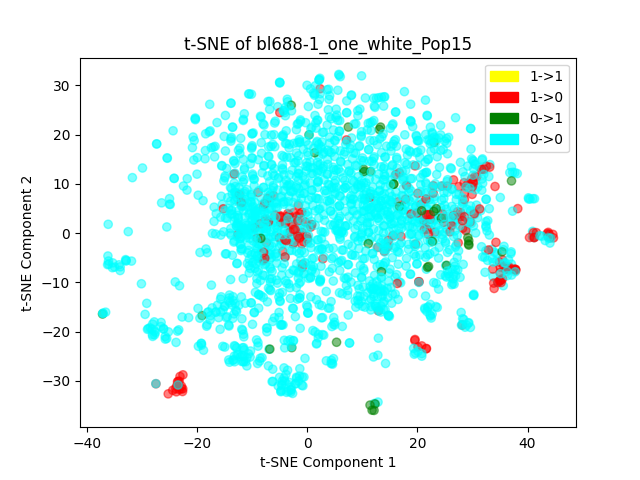 t-SNE of bl688-1_one_white_Pop15
1->1
1->0
0->1
0->0
30
20
10
0
−10
−20
−30
t-SNE Component 2
−40 −20 0 20 40
t-SNE Component 1